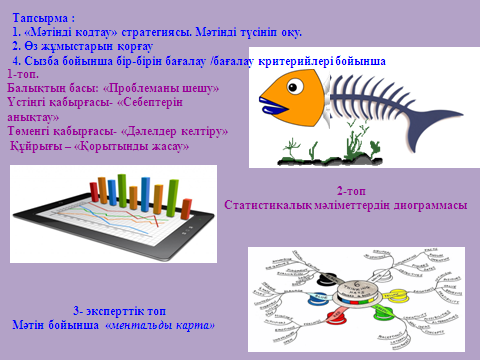 Тапсырма :
1. «Мәтінді кодтау» стратегиясы. Мәтінді түсініп оқу.
2. Өз жұмыстарын қорғау
4. Сызба бойынша бір-бірін бағалау /бағалау критерийлері бойынша
1-топ.
Балықтың басы: «Проблеманы шешу»
Үстінгі қабырғасы- «Себептерін
анықтау»
Төменгі қабырғасы- «Дәлелдер келтіру»
Құйрығы – «Қорытынды жасау»
2-топ
Статистикалық мәліметтердің диограммасы
3- эксперттік топ
Мәтін бойынша «ментальды карта»